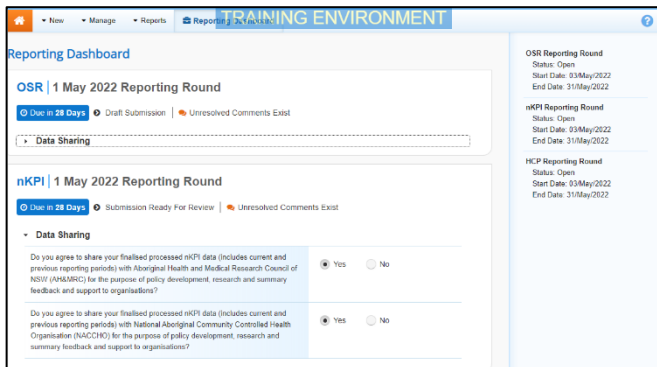 New
Manage
Reports
Reporting
TRAINING ENVIRONMENT
?
Reporting Dashboard
OSR | 1 May 2022 Reporting Round
Due in 28 Days Draft Submission | Unresolved Comments Exist
Data Sharing
nKPI | 1 May 2022 Reporting Round
Due in 28 Days Submission Ready For Review | Unresolved Comments Exist
Data Sharing
Do you agree to share your finalised processed nKPI data (includes current and
previous reporting periods) with Aboriginal Health and Medical Research Council of
NSW (AH&MRC) for the purpose of policy development, research and summary
feedback and support to organisations?
Yes No
Do you agree to share your finalised processed nKPI data (includes current and
previous reporting periods) with National Aboriginal Community Controlled Health
Organisation (NACCHO) for the purpose of policy development, research and
summary feedback and support to organisations?
Yes No
OSR Reporting Round
Status: Open
Start Date: 03/May/2022
End Date: 31/May/2022
nKPI Reporting Round
Status: Open
Start Date: 03/May/2022
End Date: 31/May/2022
HCP Reporting Round
Status: Open
Start Date: 03/May/2022
End Date: 31/May/2022